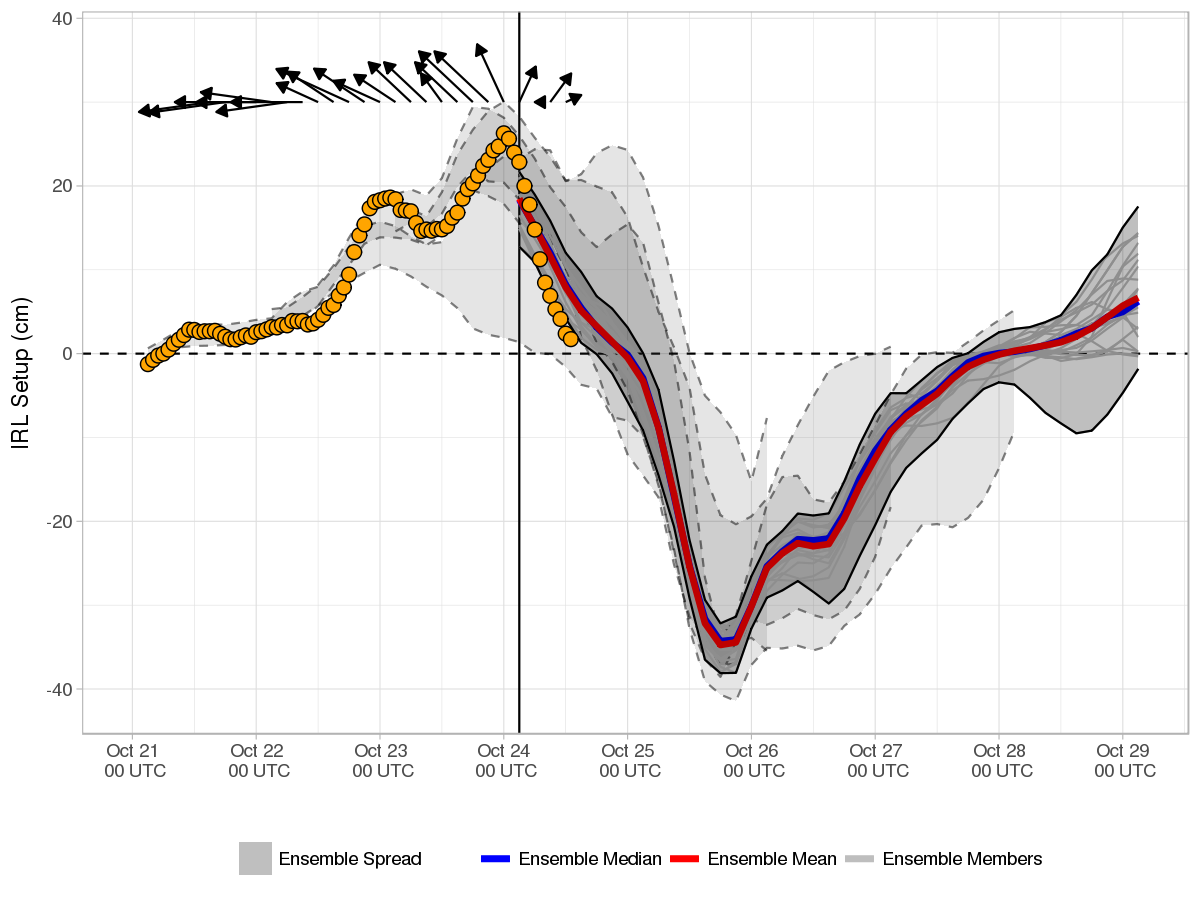 40
20
0
-20
-40
IRL Setup (cm)
Oct 21
00 UTC
Oct 22
00 UTC
Oct 23
00 UTC
Oct 24
00 UTC
Oct 25
00 UTC
Oct 26
00 UTC
Oct 27
00 UTC
Oct 28
00 UTC
Oct 29
00 UTC
Ensemble Spread
Ensemble Median
Ensemble Mean
Ensemble Members